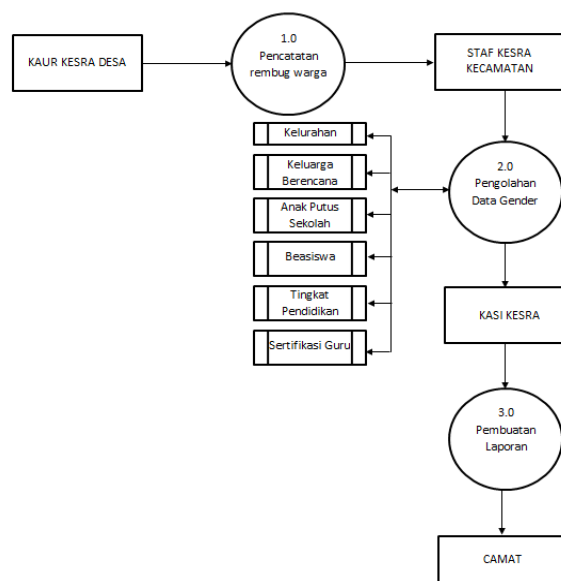 KAUR KESRA DESA
1.0
Pencatatan
rembug warga
STAF KESRA
KECAMATAN
Kelurahan
Keluarga
Berencana
Anak Putus
Sekolah
Beasiswa
Tingkat
Pendidikan
Sertifikasi Guru
2.0
Pengolahan
Data Gender
KASI KESRA
3.0
Pembuatan
Laporan
CAMAT